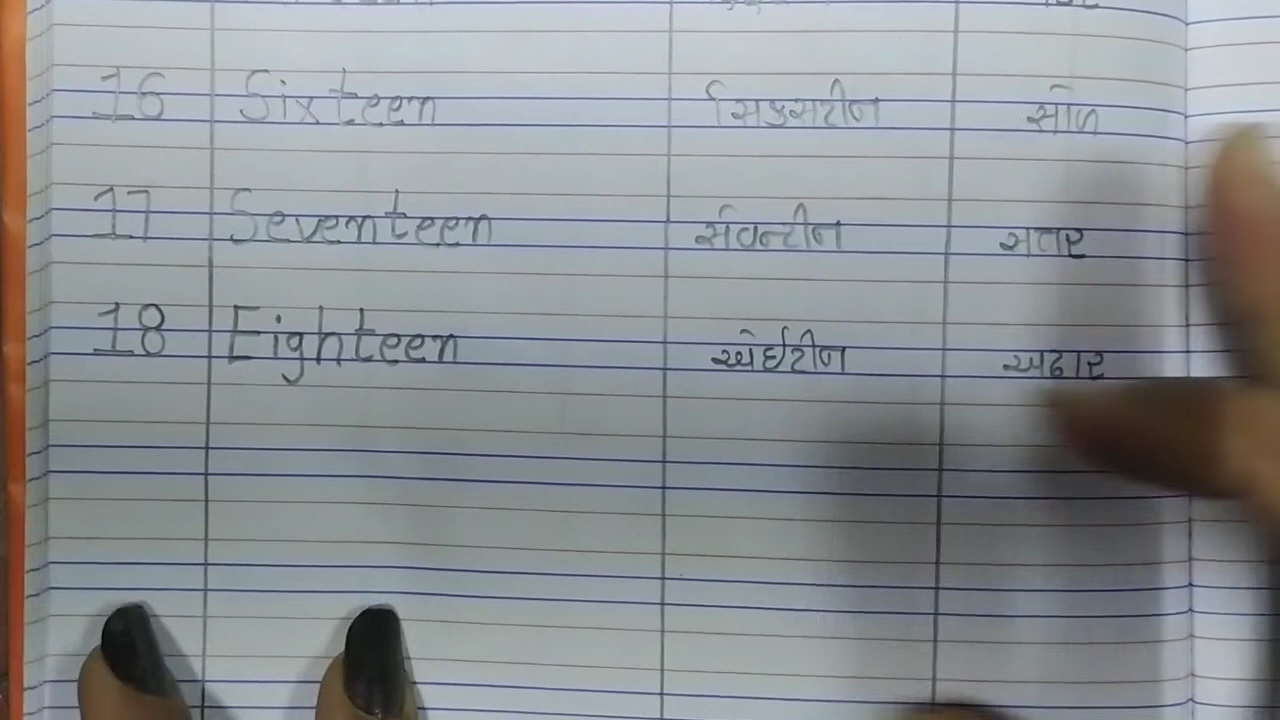 16 Sixteen સિક્સટીન સોળ
17 Seventeen સેવન્ટીન સત્તર
18 Eighteen એઈટીન અઢાર